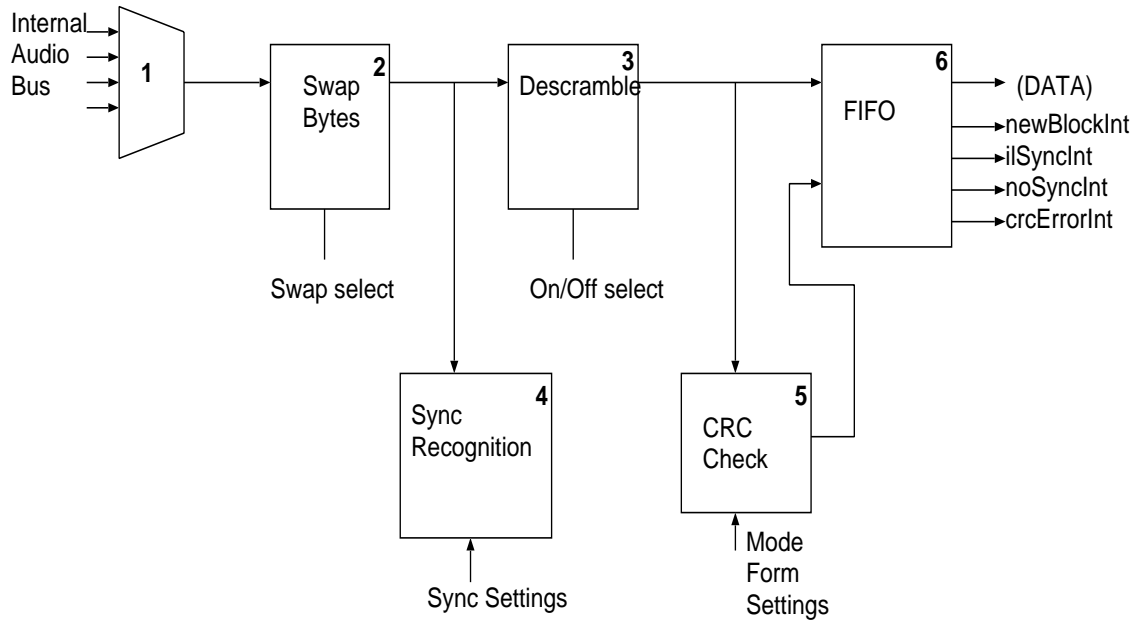 Internal
Audio
Bus
1
2
Swap
Bytes
3
Descramble
6
FIFO
(DATA)
newBlockInt
ilSyncInt
noSyncInt
crcErrorInt
Swap select
On/Off select
4
Sync
Recognition
5
CRC
Check
Sync Settings
Mode
Form
Settings